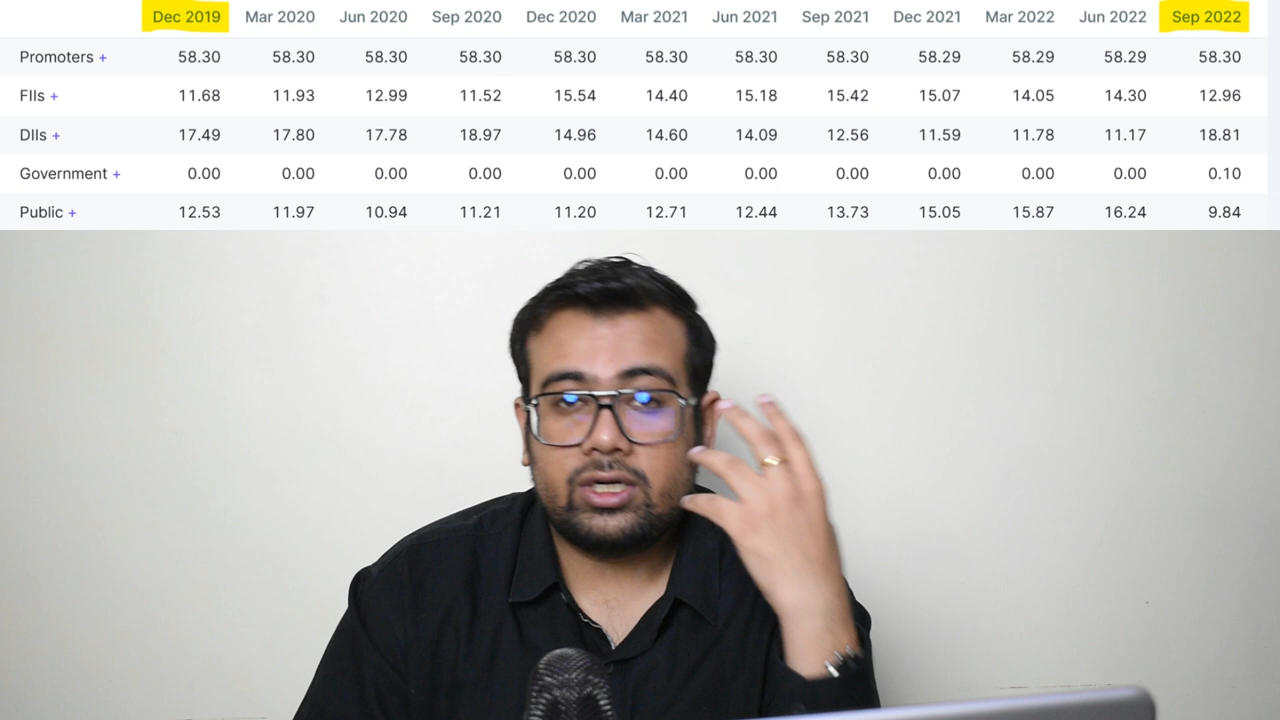 Dec 2019 Mar 2020 Jun 2020 Sep 2020 Dec 2020 Mar 2021 Jun 2021 Sep 2021 Dec 2021 Mar 2022 Jun 2022 Sep 2022
Promoters + 58.30 58.30 58.30 58.30 58.30 58.30 58.30 58.30 58.29 58.29 58.29 58.30
FIIs + 11.68 11.93 12.99 11.52 15.54 14.40 15.18 15.42 15.07 14.05 14.30 12.96
DIIs + 17.49 17.80 17.78 18.97 14.96 14.60 14.09 12.56 11.59 11.78 11.17 18.81
Government + 0.00 0.00 0.00 0.00 0.00 0.00 0.00 0.00 0.00 0.00 0.00 0.10
Public + 12.53 11.97 10.94 11.21 11.20 12.71 12.44 13.73 15.05 15.87 16.24 9.84